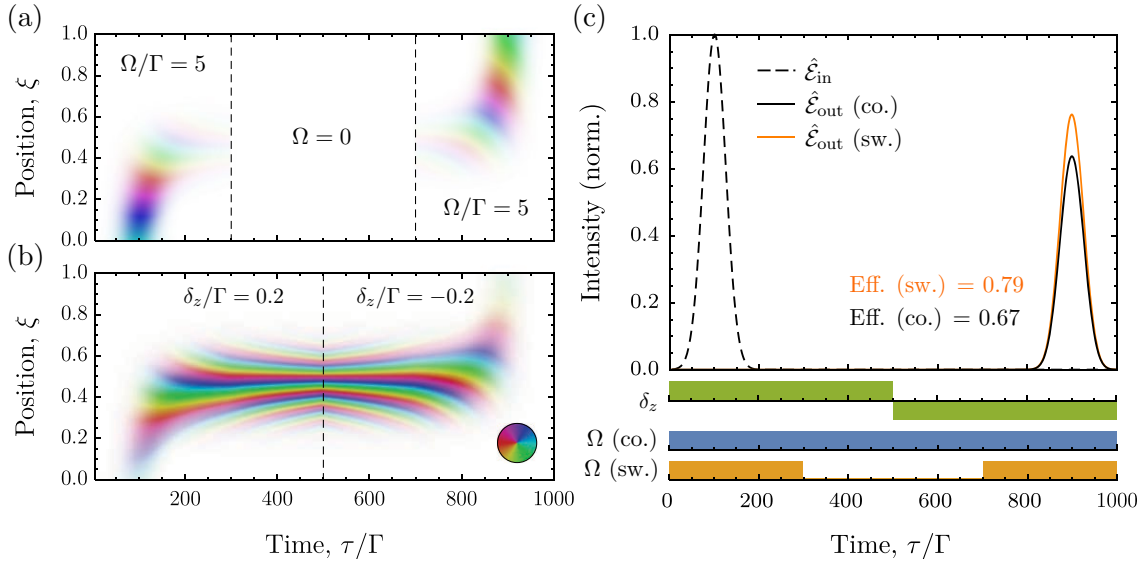 (a)
Position, ξ
1.0
0.8
0.6
0.4
0.2
0.0
Ω/Γ = 5
Ω = 0
Ω/Γ = 5
(b)
Position, ξ
1.0
0.8
0.6
0.4
0.2
0.0
δz/Γ = 0.2
δz/Γ = −0.2
200 400 600 800 1000
Time, τ/Γ
(c)
Intensity (norm.)
1.0
0.8
0.6
0.4
0.2
0.0
Ê_in
Ê_out (co.)
Ê_out (sw.)
Eff. (sw.) = 0.79
Eff. (co.) = 0.67
δz
Ω (co.)
Ω (sw.)
0 200 400 600 800 1000
Time, τ/Γ